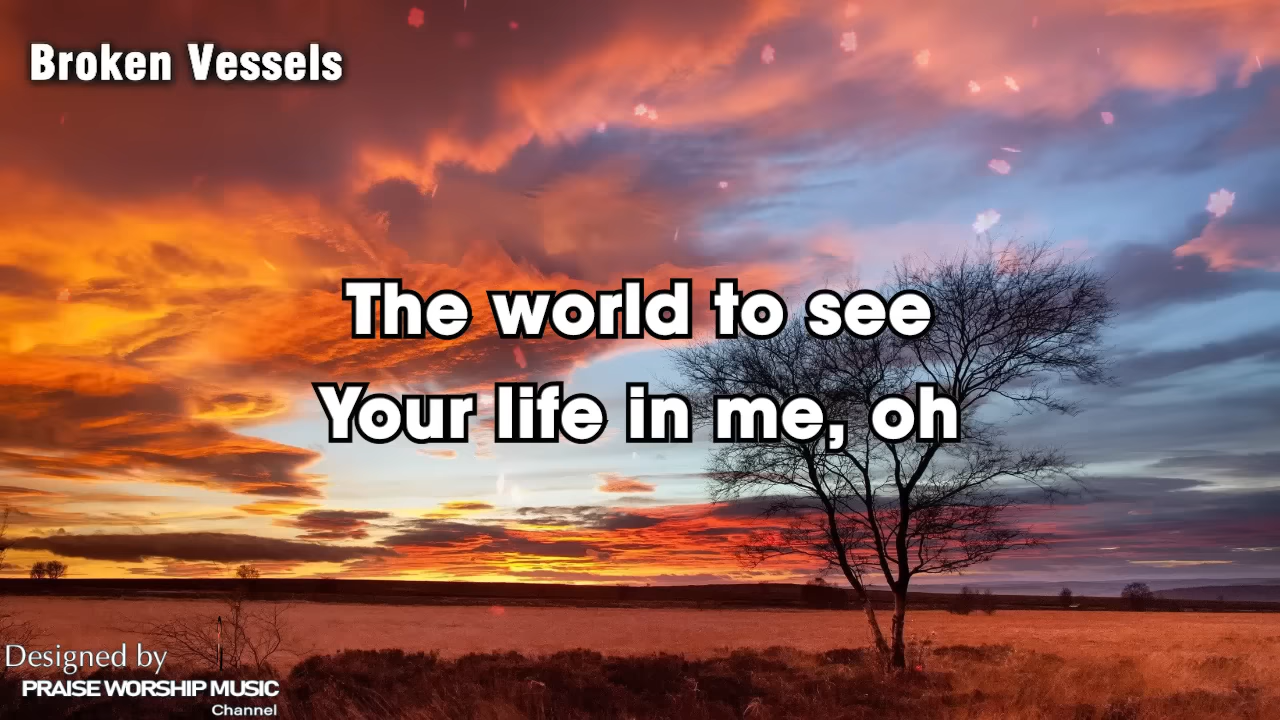 Broken Vessels
The world to see
Your life in me, oh
Designed by
PRAISE WORSHIP MUSIC
Channel